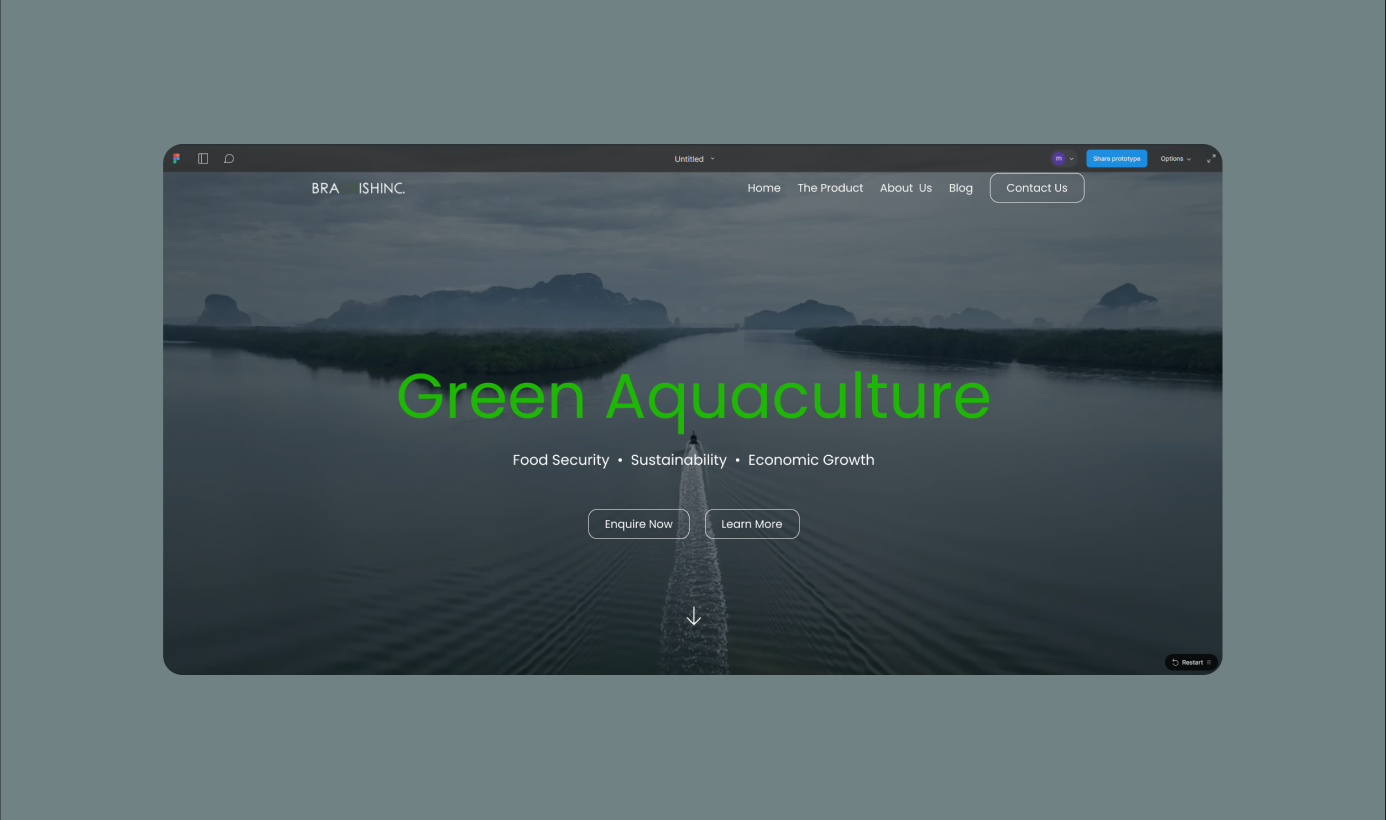 Untitled
m
Share prototype
Options
BRA ISHINC.
Home
The Product
About Us
Blog
Contact Us
Green Aquaculture
Food Security • Sustainability • Economic Growth
Enquire Now
Learn More
Restart